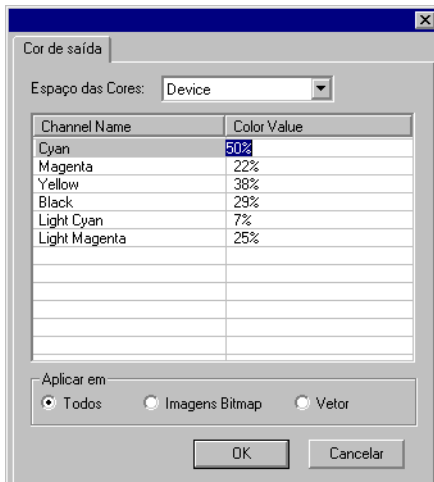 Cor de saída
Espaço das Cores: Device
Channel Name Color Value
Cyan 50%
Magenta 22%
Yellow 38%
Black 29%
Light Cyan 7%
Light Magenta 25%
Aplicar em
Todos Imagens Bitmap Vetor
OK Cancelar